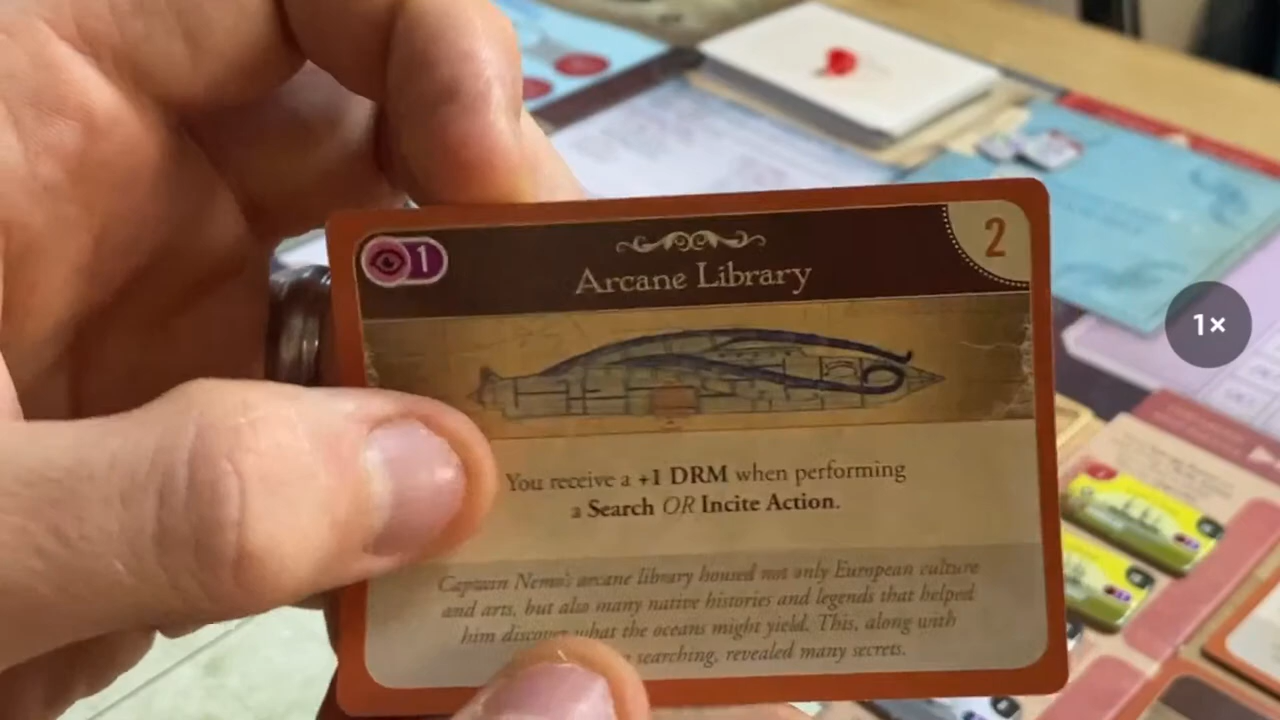 1
2
Arcane Library
1×
You receive a +1 DRM when performing
a Search OR Incite Action.
Captain Nemo's arcane library housed not only European culture
and arts, but also many native histories and legends that helped
him discover what the oceans might yield. This, along with
searching, revealed many secrets.